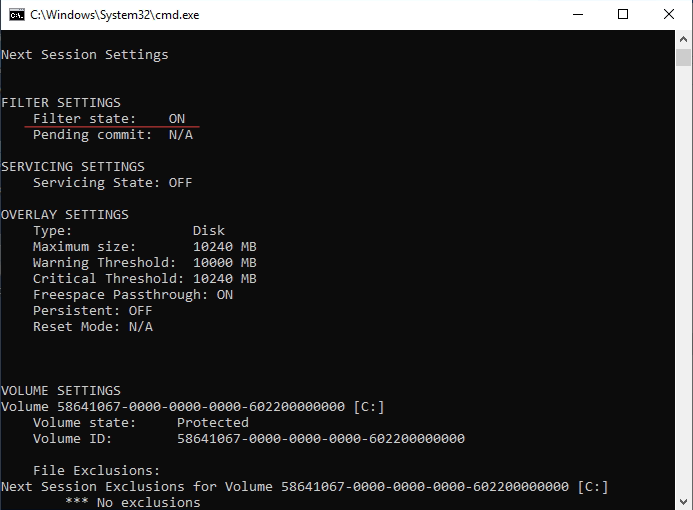 C:\Windows\System32\cmd.exe
Next Session Settings
FILTER SETTINGS
Filter state: ON
Pending commit: N/A
SERVICING SETTINGS
Servicing State: OFF
OVERLAY SETTINGS
Type: Disk
Maximum size: 10240 MB
Warning Threshold: 10000 MB
Critical Threshold: 10240 MB
Freespace Passthrough: ON
Persistent: OFF
Reset Mode: N/A
VOLUME SETTINGS
Volume 58641067-0000-0000-0000-602200000000 [C:]
Volume state: Protected
Volume ID: 58641067-0000-0000-0000-602200000000
File Exclusions:
Next Session Exclusions for Volume 58641067-0000-0000-0000-602200000000 [C:]
*** No exclusions